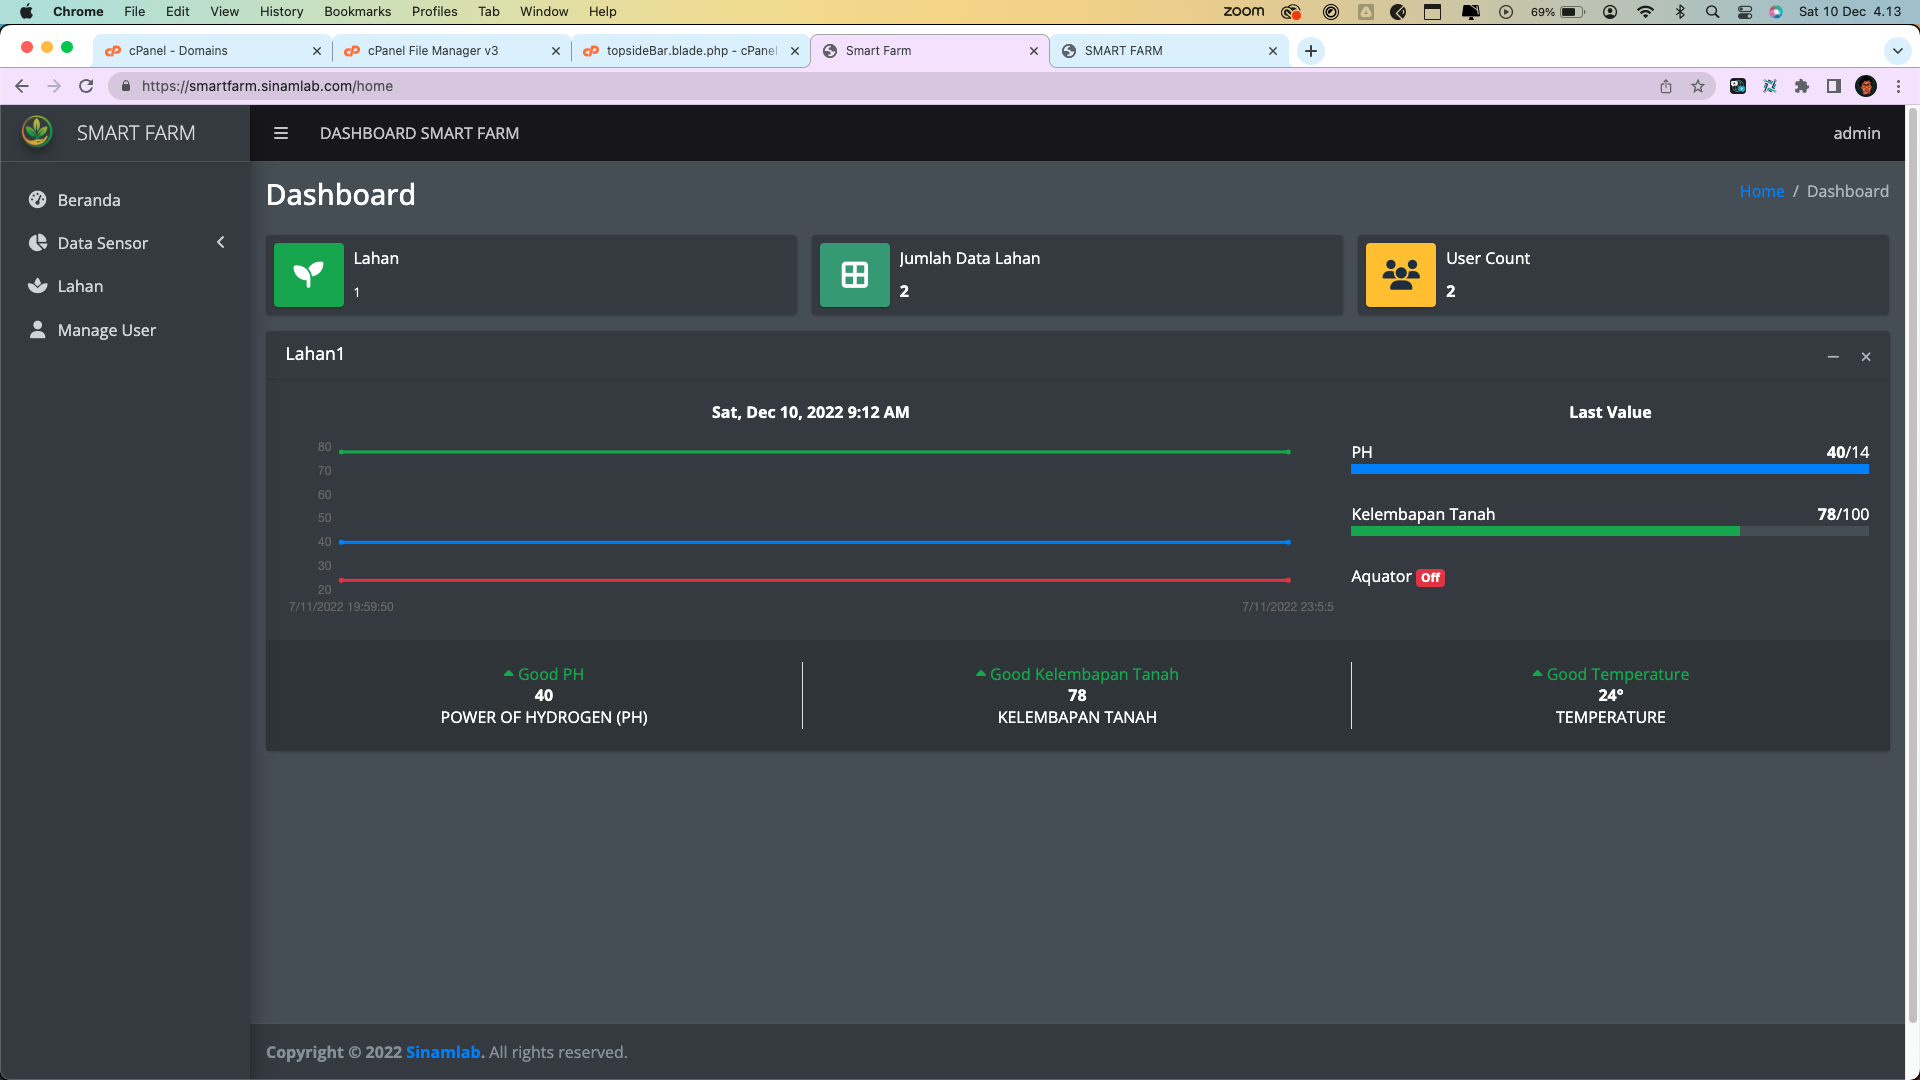 Chrome File Edit View History Bookmarks Profiles Tab Window Help zoom 69% Sat 10 Dec 4.13
cPanel - Domains cPanel File Manager v3 topsideBar.blade.php - cPanel Smart Farm SMART FARM
https://smartfarm.sinamlab.com/home
SMART FARM
DASHBOARD SMART FARM
admin
Beranda
Data Sensor
Lahan
Manage User
Dashboard
Home / Dashboard
Lahan
1
Jumlah Data Lahan
2
User Count
2
Lahan1
Sat, Dec 10, 2022 9:12 AM
80
70
60
50
40
30
20
7/11/2022 19:59:50 7/11/2022 23:5:5
Last Value
PH 40/14
Kelembapan Tanah 78/100
Aquator Off
Good PH
40
POWER OF HYDROGEN (PH)
Good Kelembapan Tanah
78
KELEMBAPAN TANAH
Good Temperature
24°
TEMPERATURE
Copyright © 2022 Sinamlab. All rights reserved.